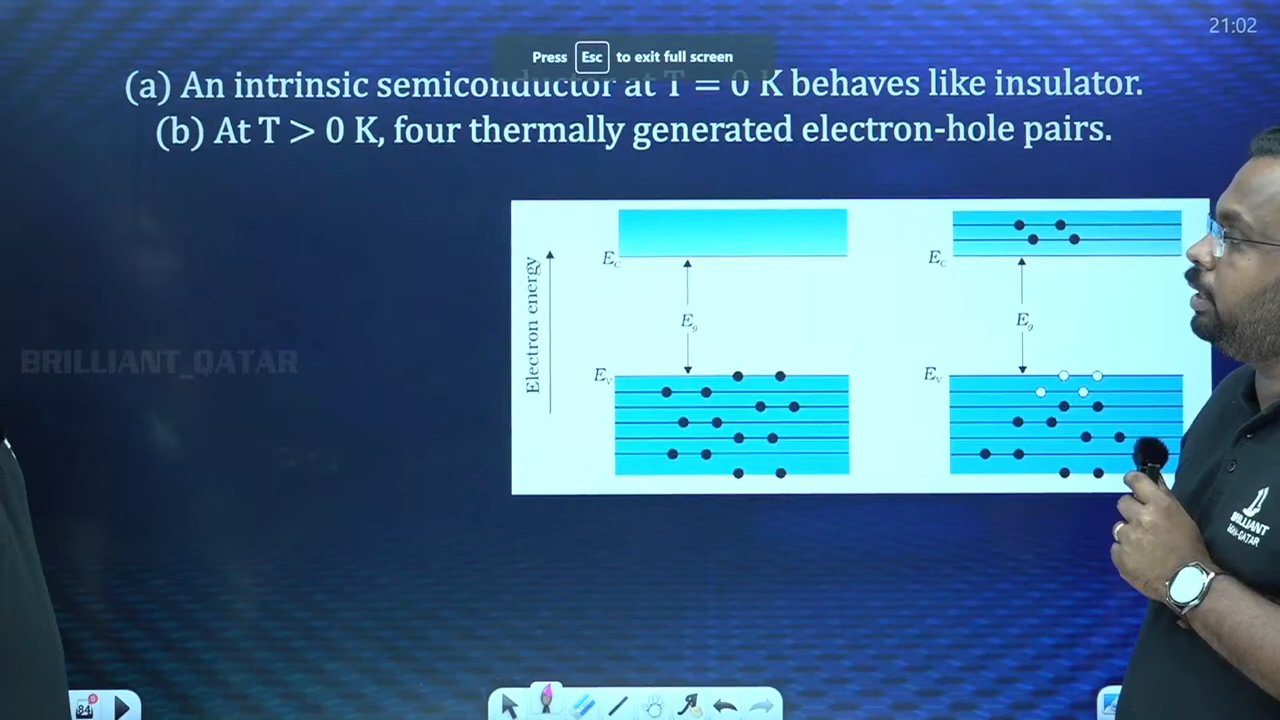 21:02
Press Esc to exit full screen
(a) An intrinsic semiconductor at T = 0 K behaves like insulator.
(b) At T > 0 K, four thermally generated electron-hole pairs.
Electron energy
E_C
E_g
E_v
E_C
E_g
E_v
BRILLIANT_QATAR
BRILLIANT
QATAR
84